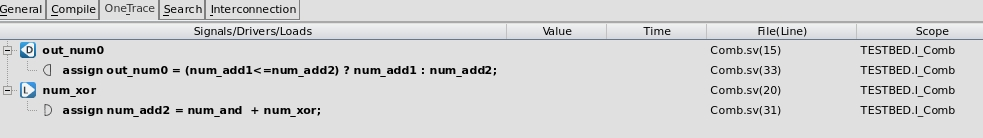 General Compile OneTrace Search Interconnection
Signals/Drivers/Loads Value Time File(Line) Scope
D out_num0 Comb.sv(15) TESTBED.I_Comb
assign out_num0 = (num_add1<=num_add2) ? num_add1 : num_add2; Comb.sv(33) TESTBED.I_Comb
L num_xor Comb.sv(20) TESTBED.I_Comb
assign num_add2 = num_and + num_xor; Comb.sv(31) TESTBED.I_Comb